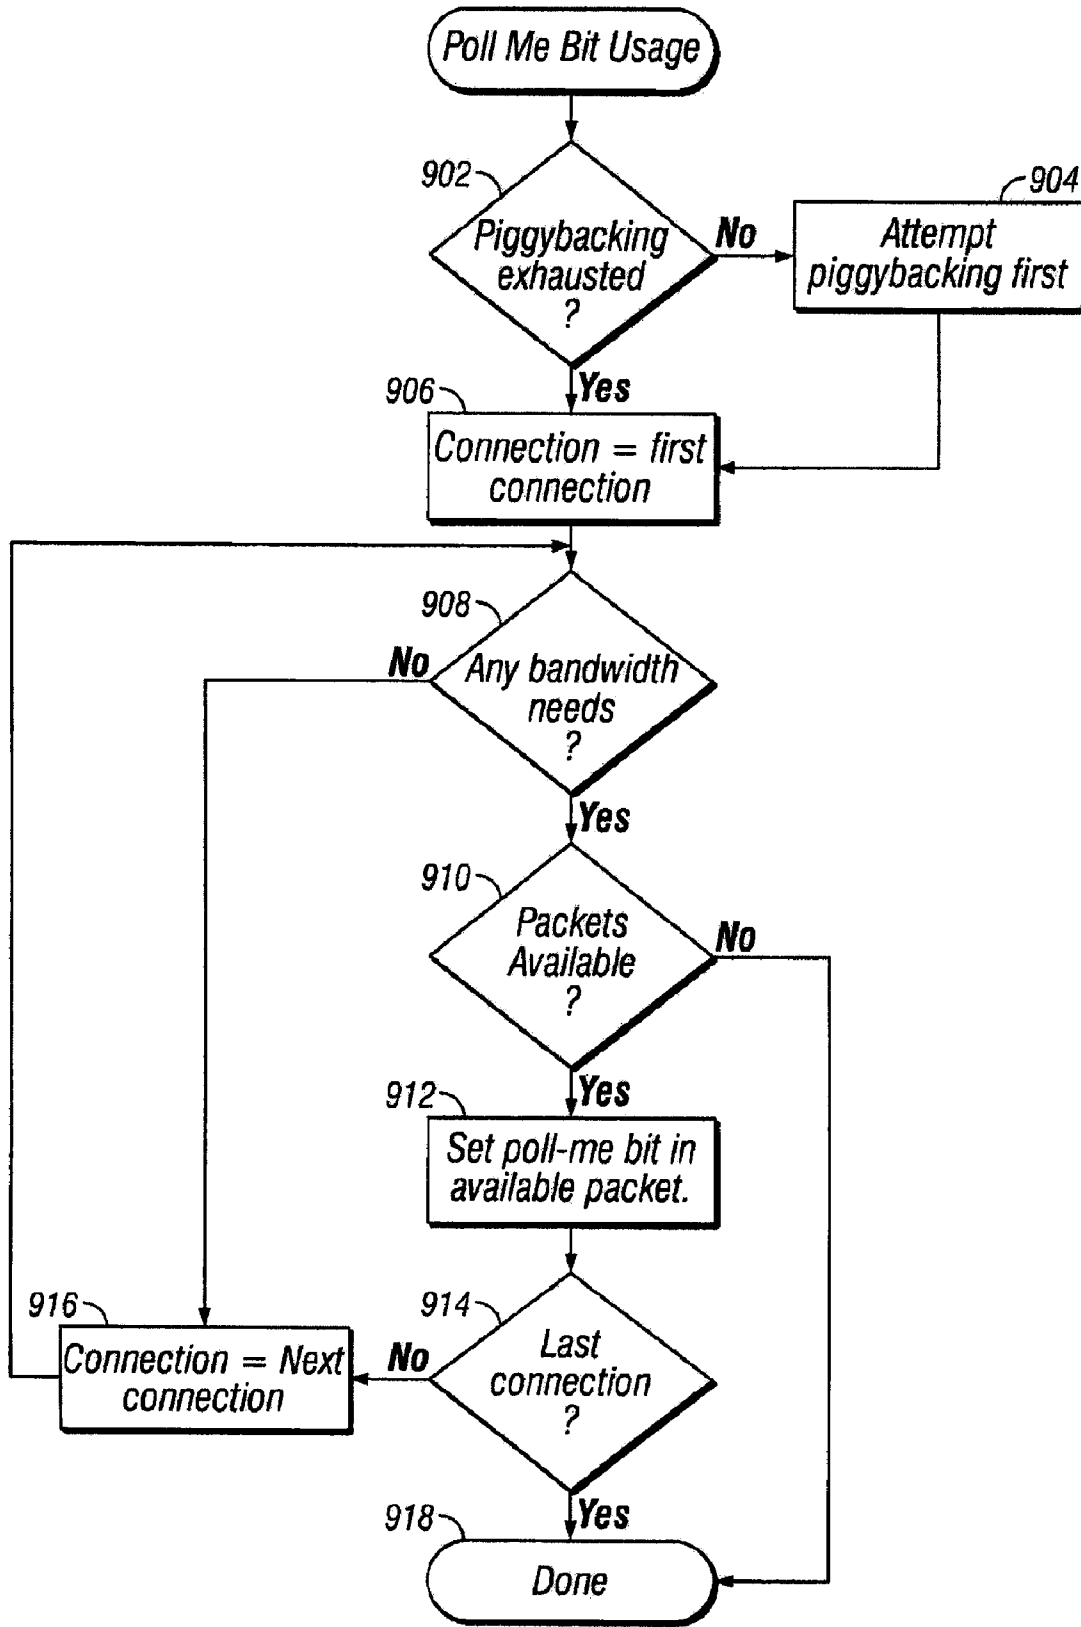 Poll Me Bit Usage
902
Piggybacking
exhausted
?
No
904
Attempt
piggybacking first
Yes
906
Connection = first
connection
908
No
Any bandwidth
needs
?
Yes
910
Packets
Available
?
No
Yes
912
Set poll-me bit in
available packet.
914
Last
connection
?
No
916
Connection = Next
connection
Yes
918
Done